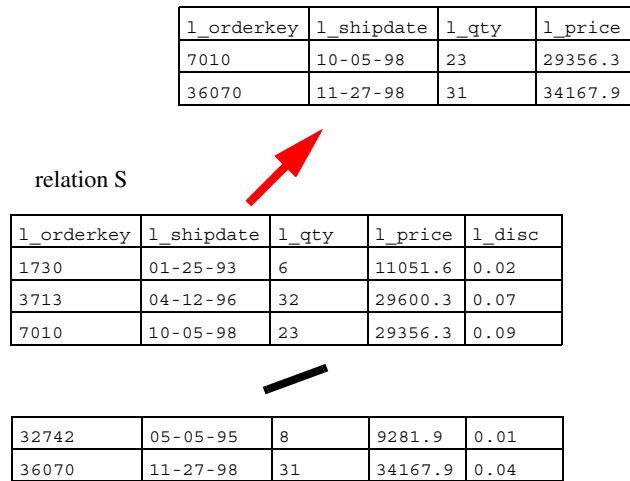 l_orderkey l_shipdate l_qty l_price
7010 10-05-98 23 29356.3
36070 11-27-98 31 34167.9
relation S
l_orderkey l_shipdate l_qty l_price l_disc
1730 01-25-93 6 11051.6 0.02
3713 04-12-96 32 29600.3 0.07
7010 10-05-98 23 29356.3 0.09
32742 05-05-95 8 9281.9 0.01
36070 11-27-98 31 34167.9 0.04